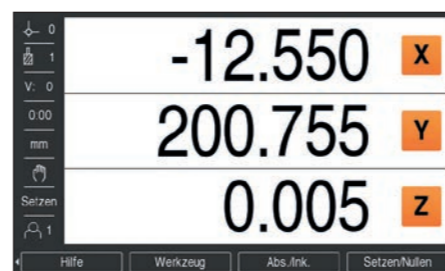 0
1
V: 0
0:00
mm
Setzen
1
-12.550 X
200.755 Y
0.005 Z
Hilfe Werkzeug Abs./Ink. Setzen/Nullen